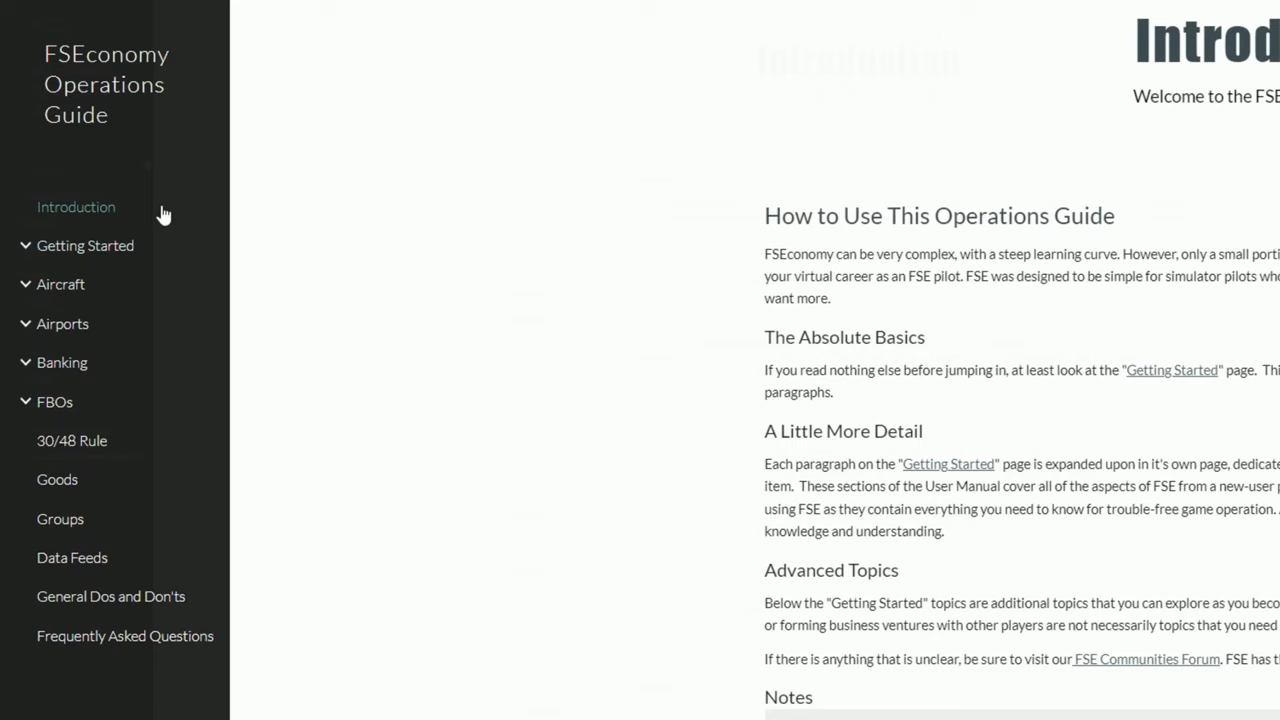 FSEconomy
Operations
Guide
Introduction
Getting Started
Aircraft
Airports
Banking
FBOs
30/48 Rule
Goods
Groups
Data Feeds
General Dos and Don'ts
Frequently Asked Questions
Introd
Welcome to the FSE
How to Use This Operations Guide
FSEconomy can be very complex, with a steep learning curve. However, only a small porti
your virtual career as an FSE pilot. FSE was designed to be simple for simulator pilots who
want more.
The Absolute Basics
If you read nothing else before jumping in, at least look at the "Getting Started" page. Thi
paragraphs.
A Little More Detail
Each paragraph on the "Getting Started" page is expanded upon in it's own page, dedicate
item. These sections of the User Manual cover all of the aspects of FSE from a new-user p
using FSE as they contain everything you need to know for trouble-free game operation.
knowledge and understanding.
Advanced Topics
Below the "Getting Started" topics are additional topics that you can explore as you beco
or forming business ventures with other players are not necessarily topics that you need
If there is anything that is unclear, be sure to visit our FSE Communities Forum. FSE has t
Notes